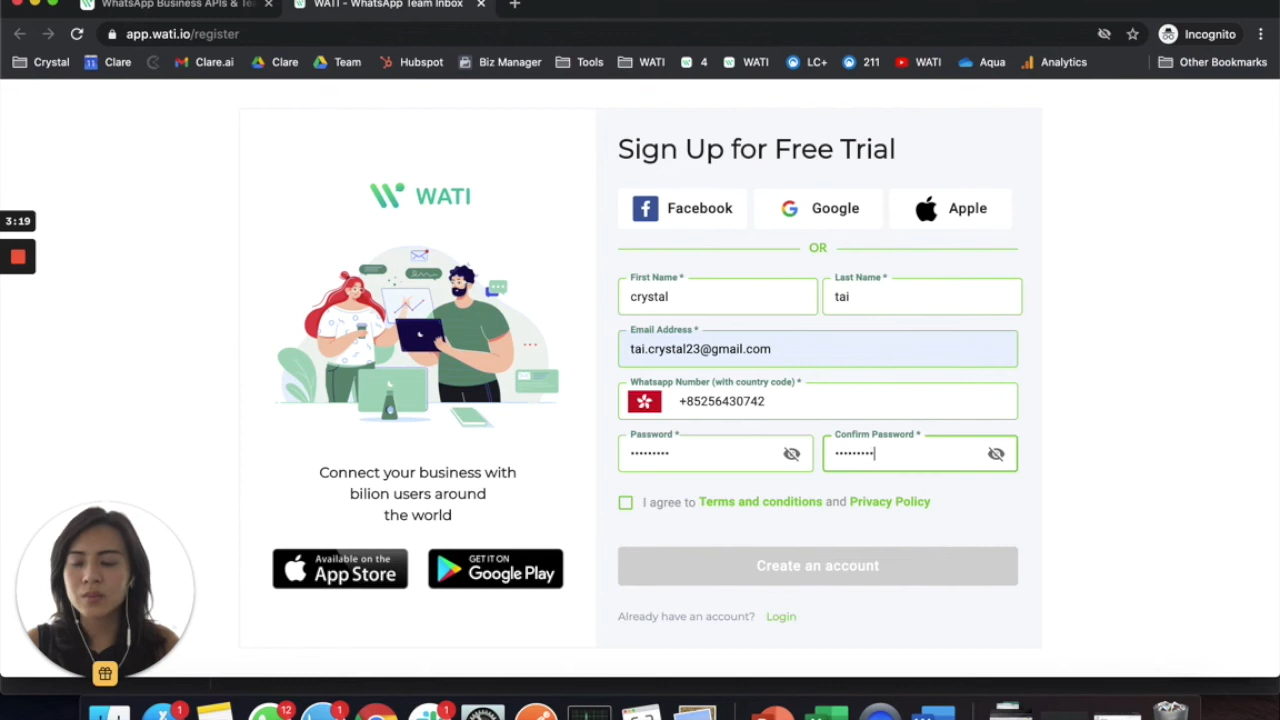 WhatsApp Business APIs & Te
WATI - WhatsApp Team Inbox
app.wati.io/register
Incognito
Crystal
Clare
Clare.ai
Clare
Team
Hubspot
Biz Manager
Tools
WATI
4
WATI
LC+
211
WATI
Aqua
Analytics
Other Bookmarks
3:19
WATI
Connect your business with
bilion users around
the world
Available on the
App Store
GET IT ON
Google Play
Sign Up for Free Trial
Facebook
Google
Apple
OR
First Name *
crystal
Last Name *
tai
Email Address *
tai.crystal23@gmail.com
Whatsapp Number (with country code) *
+85256430742
Password *
•••••••••
Confirm Password *
•••••••••
I agree to Terms and conditions and Privacy Policy
Create an account
Already have an account? Login
1
12
1
1